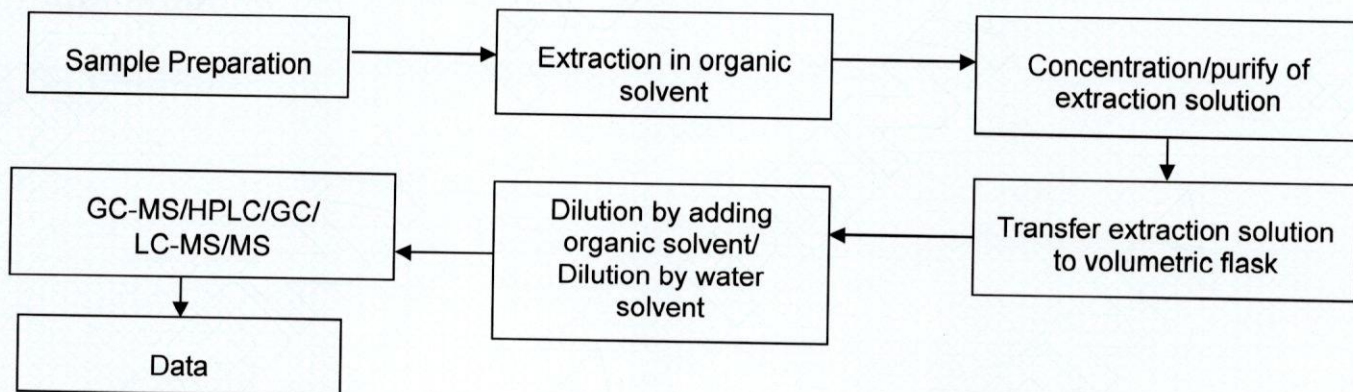 Sample Preparation
Extraction in organic
solvent
Concentration/purify of
extraction solution
Transfer extraction solution
to volumetric flask
Dilution by adding
organic solvent/
Dilution by water
solvent
GC-MS/HPLC/GC/
LC-MS/MS
Data